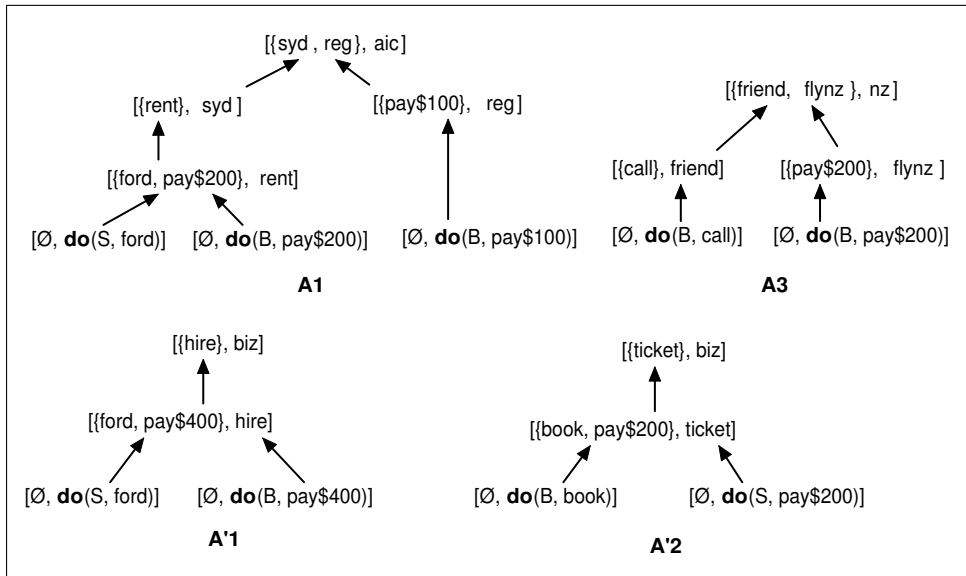 [{syd , reg}, aic]
[{rent}, syd ]
[{pay$100}, reg]
[{ford, pay$200}, rent]
[Ø, do(S, ford)] [Ø, do(B, pay$200)] [Ø, do(B, pay$100)]
A1
[{friend, flynz }, nz]
[{call}, friend] [{pay$200}, flynz ]
[Ø, do(B, call)] [Ø, do(B, pay$200)]
A3
[{hire}, biz]
[{ford, pay$400}, hire]
[Ø, do(S, ford)] [Ø, do(B, pay$400)]
A'1
[{ticket}, biz]
[{book, pay$200}, ticket]
[Ø, do(B, book)] [Ø, do(S, pay$200)]
A'2